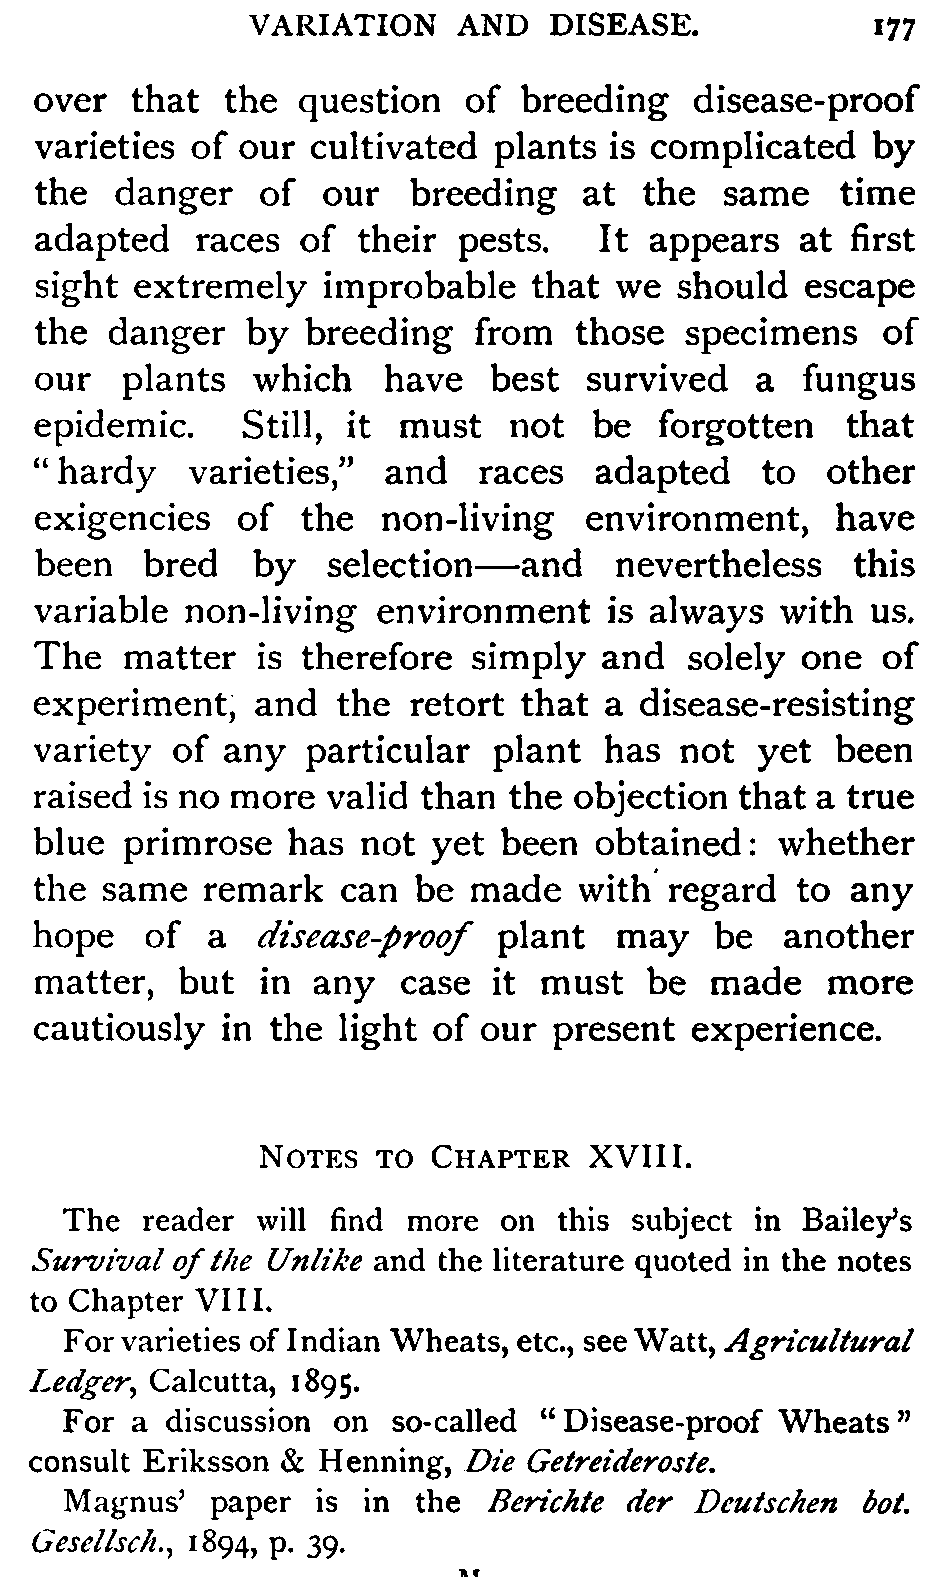 VARIATION AND DISEASE. 177
over that the question of breeding disease-proof
varieties of our cultivated plants is complicated by
the danger of our breeding at the same time
adapted races of their pests. It appears at first
sight extremely improbable that we should escape
the danger by breeding from those specimens of
our plants which have best survived a fungus
epidemic. Still, it must not be forgotten that
“hardy varieties,” and races adapted to other
exigencies of the non-living environment, have
been bred by selection—and nevertheless this
variable non-living environment is always with us.
The matter is therefore simply and solely one of
experiment, and the retort that a disease-resisting
variety of any particular plant has not yet been
raised is no more valid than the objection that a true
blue primrose has not yet been obtained: whether
the same remark can be made with regard to any
hope of a disease-proof plant may be another
matter, but in any case it must be made more
cautiously in the light of our present experience.
NOTES TO CHAPTER XVIII.
The reader will find more on this subject in Bailey's
Survival of the Unlike and the literature quoted in the notes
to Chapter VIII.
For varieties of Indian Wheats, etc., see Watt, Agricultural
Ledger, Calcutta, 1895.
For a discussion on so-called “Disease-proof Wheats”
consult Eriksson & Henning, Die Getreideroste.
Magnus' paper is in the Berichte der Deutschen bot.
Gesellsch., 1894, p. 39.